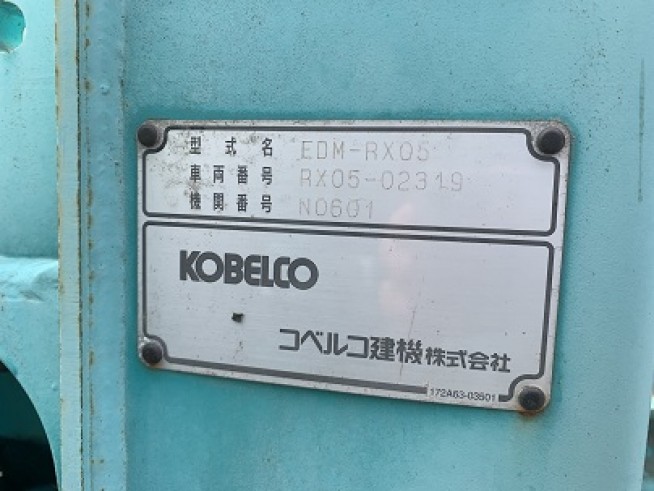 型式名 EDM-RX05
車両番号 RX05-02319
機関番号 N0601
KOBELCO
コベルコ建機株式会社
172A63-03601